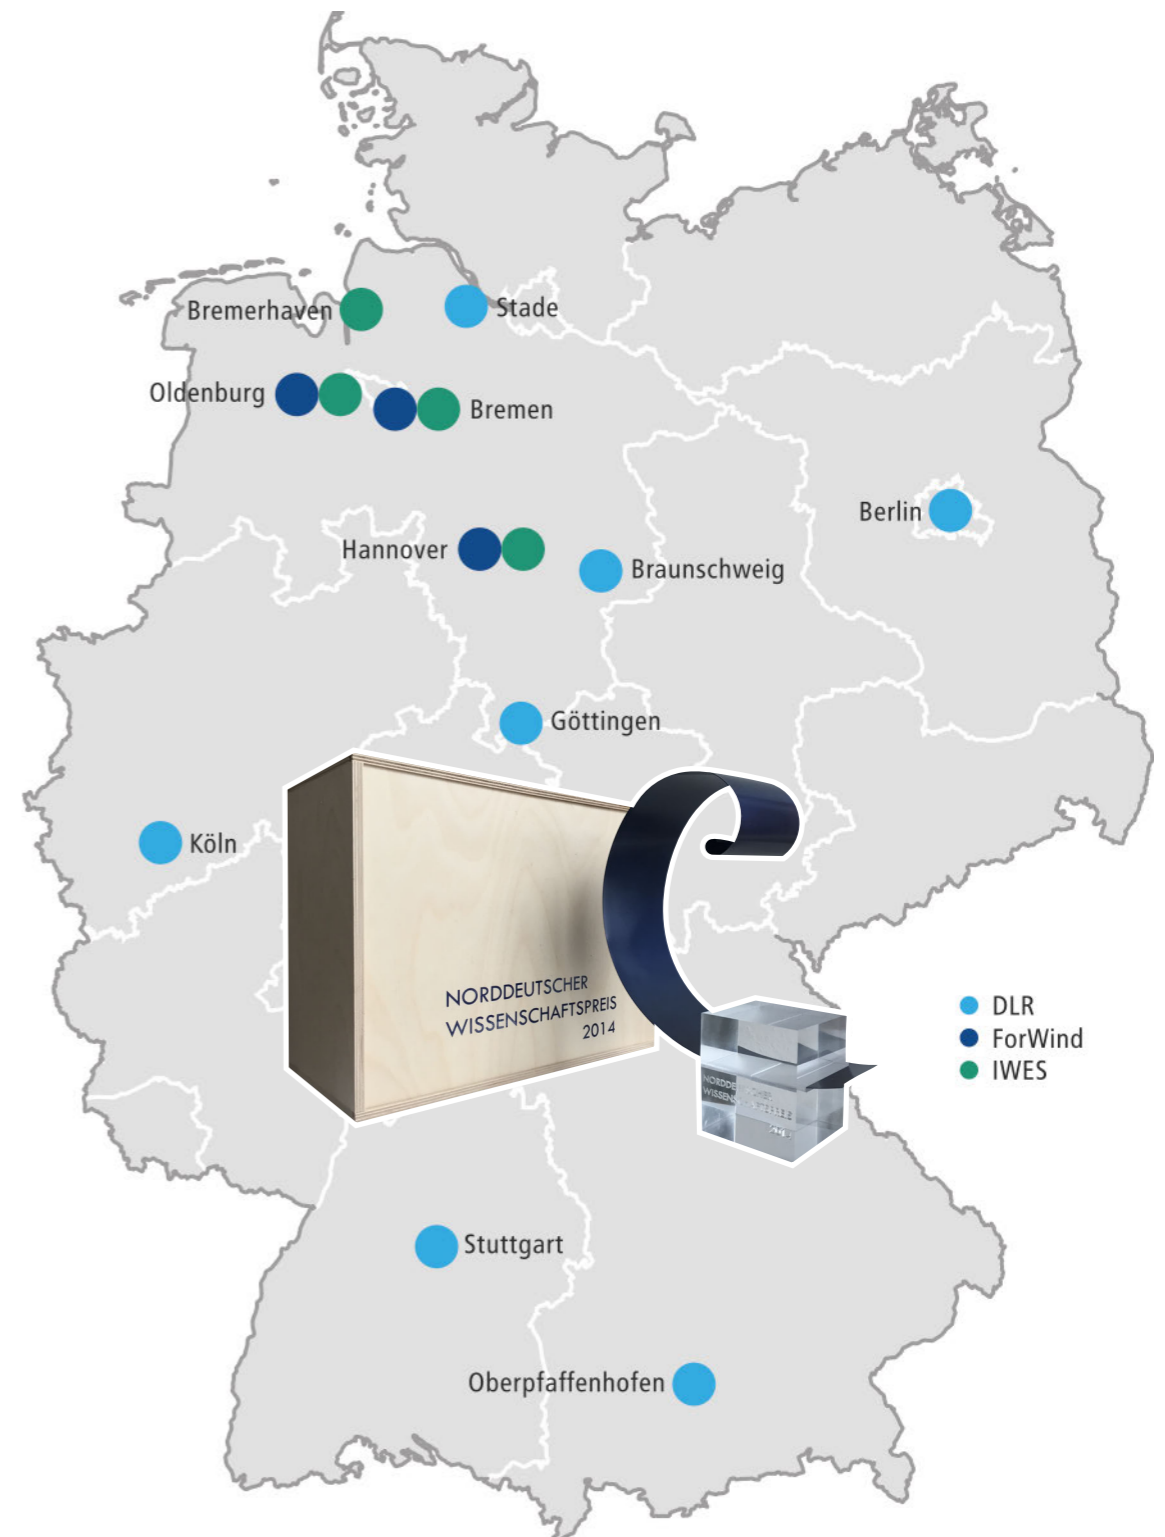 Bremerhaven
Stade
Oldenburg
Bremen
Berlin
Hannover
Braunschweig
Göttingen
Köln
NORDDEUTSCHER
WISSENSCHAFTSPREIS
2014
DLR
ForWind
IWES
Stuttgart
Oberpfaffenhofen